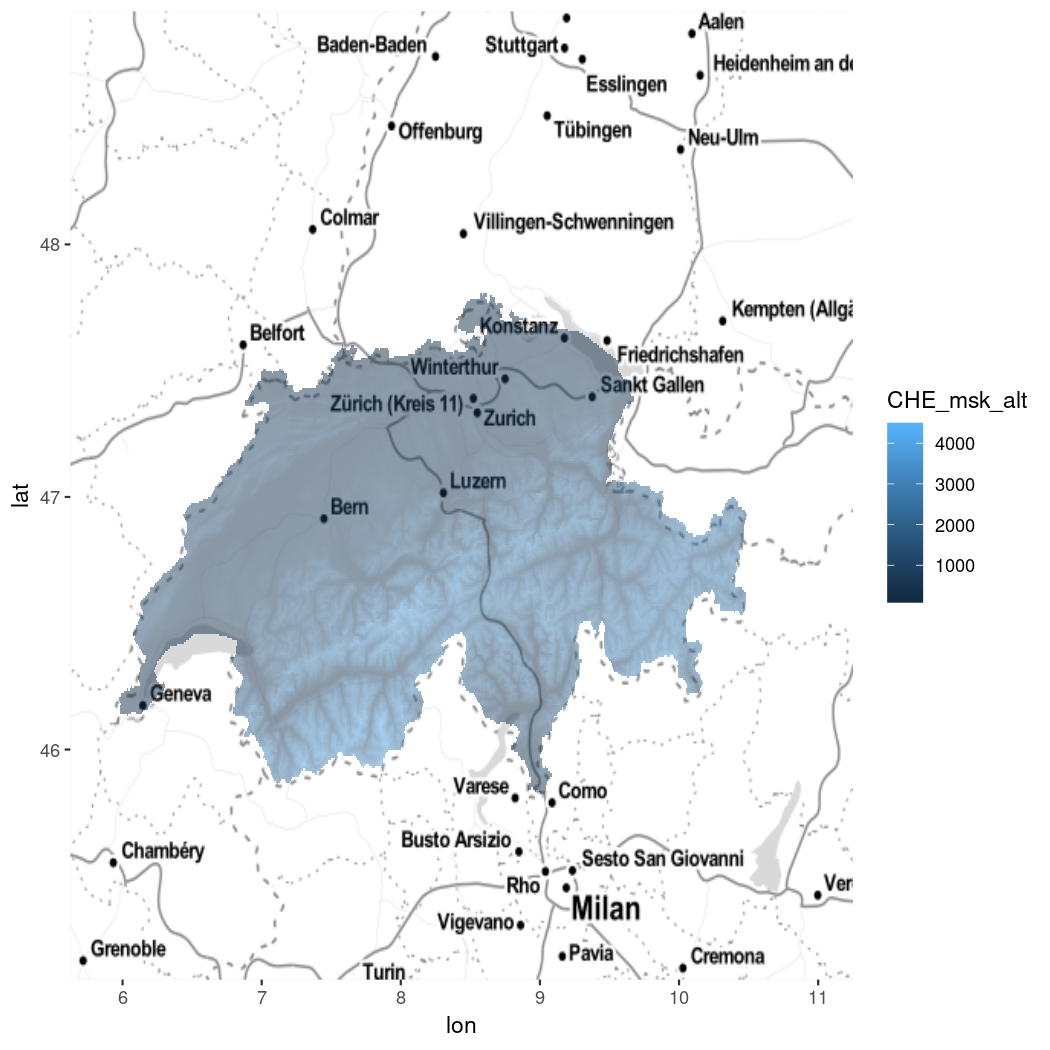 Aalen
Baden-Baden
Stuttgart
Heidenheim an de
Esslingen
Offenburg
Tübingen
Neu-Ulm
Colmar
Villingen-Schwenningen
48
Kempten (Allgä
Belfort
Konstanz
Friedrichshafen
Winterthur
Sankt Gallen
Zürich (Kreis 11)
Zurich
CHE_msk_alt
4000
3000
2000
1000
Luzern
47
lat
Bern
Geneva
46
Varese
Como
Busto Arsizio
Chambéry
Sesto San Giovanni
Rho
Ver
Milan
Vigevano
Grenoble
Pavia
Cremona
Turin
6
7
8
9
10
11
lon